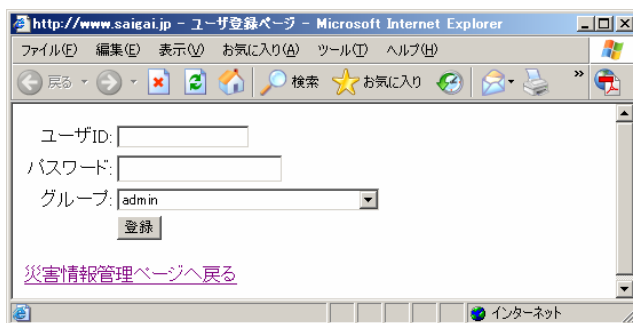 http://www.saigai.jp - ユーザ登録ページ - Microsoft Internet Explorer
ファイル(F) 編集(E) 表示(V) お気に入り(A) ツール(T) ヘルプ(H)
戻る 検索 お気に入り »
ユーザID:
パスワード:
グループ: admin
登録
災害情報管理ページへ戻る
インターネット